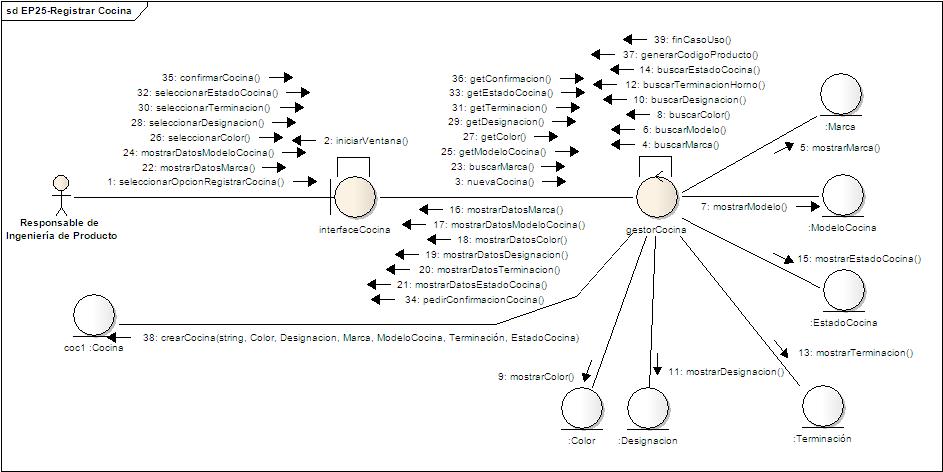 sd EP25-Registrar Cocina
35: confirmarCocina()
32: seleccionarEstadoCocina()
30: seleccionarTerminacion()
28: seleccionarDesignacion()
26: seleccionarColor()
24: mostrarDatosModeloCocina()
22: mostrarDatosMarca()
1: seleccionarOpcionRegistrarCocina()
2: iniciarVentana()
36: getConfirmacion()
33: getEstadoCocina()
31: getTerminacion()
29: getDesignacion()
27: getColor()
25: getModeloCocina()
23: buscarMarca()
3: nuevaCocina()
39: finCasoUso()
37: generarCodigoProducto()
14: buscarEstadoCocina()
12: buscarTerminacionHorno()
10: buscarDesignacion()
8: buscarColor()
6: buscarModelo()
4: buscarMarca()
:Marca
5: mostrarMarca()
Responsable de
Ingeniería de Producto
interfaceCocina
gestorCocina
7: mostrarModelo()
:ModeloCocina
16: mostrarDatosMarca()
17: mostrarDatosModeloCocina()
18: mostrarDatosColor()
19: mostrarDatosDesignacion()
20: mostrarDatosTerminacion()
21: mostrarDatosEstadoCocina()
34: pedirConfirmacionCocina()
15: mostrarEstadoCocina()
:EstadoCocina
coc1 :Cocina
38: crearCocina(string, Color, Designacion, Marca, ModeloCocina, Terminación, EstadoCocina)
13: mostrarTerminacion()
9: mostrarColor()
11: mostrarDesignacion()
:Color
:Designacion
:Terminación